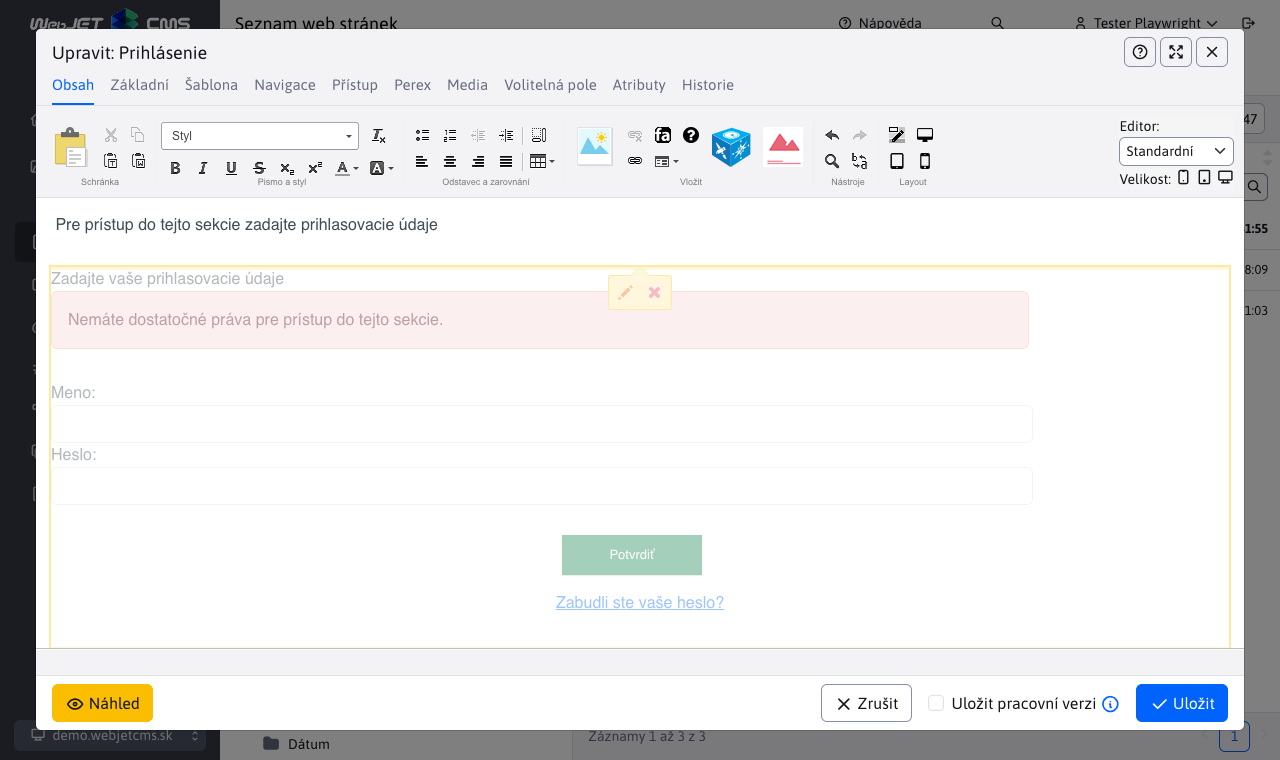 WebJET CMS
Seznam web stránek
Nápověda
Tester Playwright
Upravit: Prihlásenie
Obsah Základní Šablona Navigace Přístup Perex Media Volitelná pole Atributy Historie
Styl
Schránka
Písmo a styl
Odstavec a zarovnání
Vložit
Nástroje
Layout
Editor:
Standardní
Velikost:
47
1:55
8:09
1:03
Pre prístup do tejto sekcie zadajte prihlasovacie údaje
Zadajte vaše prihlasovacie údaje
Nemáte dostatočné práva pre prístup do tejto sekcie.
Meno:
Heslo:
Potvrdiť
Zabudli ste vaše heslo?
Náhled
Zrušit
Uložit pracovní verzi
Uložit
demo.webjetcms.sk
Dátum
Záznamy 1 až 3 z 3
1